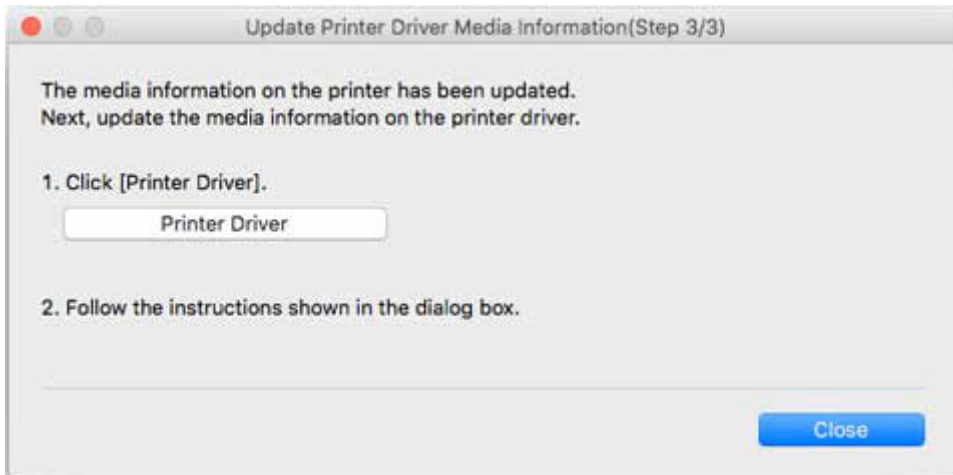 Update Printer Driver Media Information(Step 3/3)
The media information on the printer has been updated.
Next, update the media information on the printer driver.
1. Click [Printer Driver].
Printer Driver
2. Follow the instructions shown in the dialog box.
Close